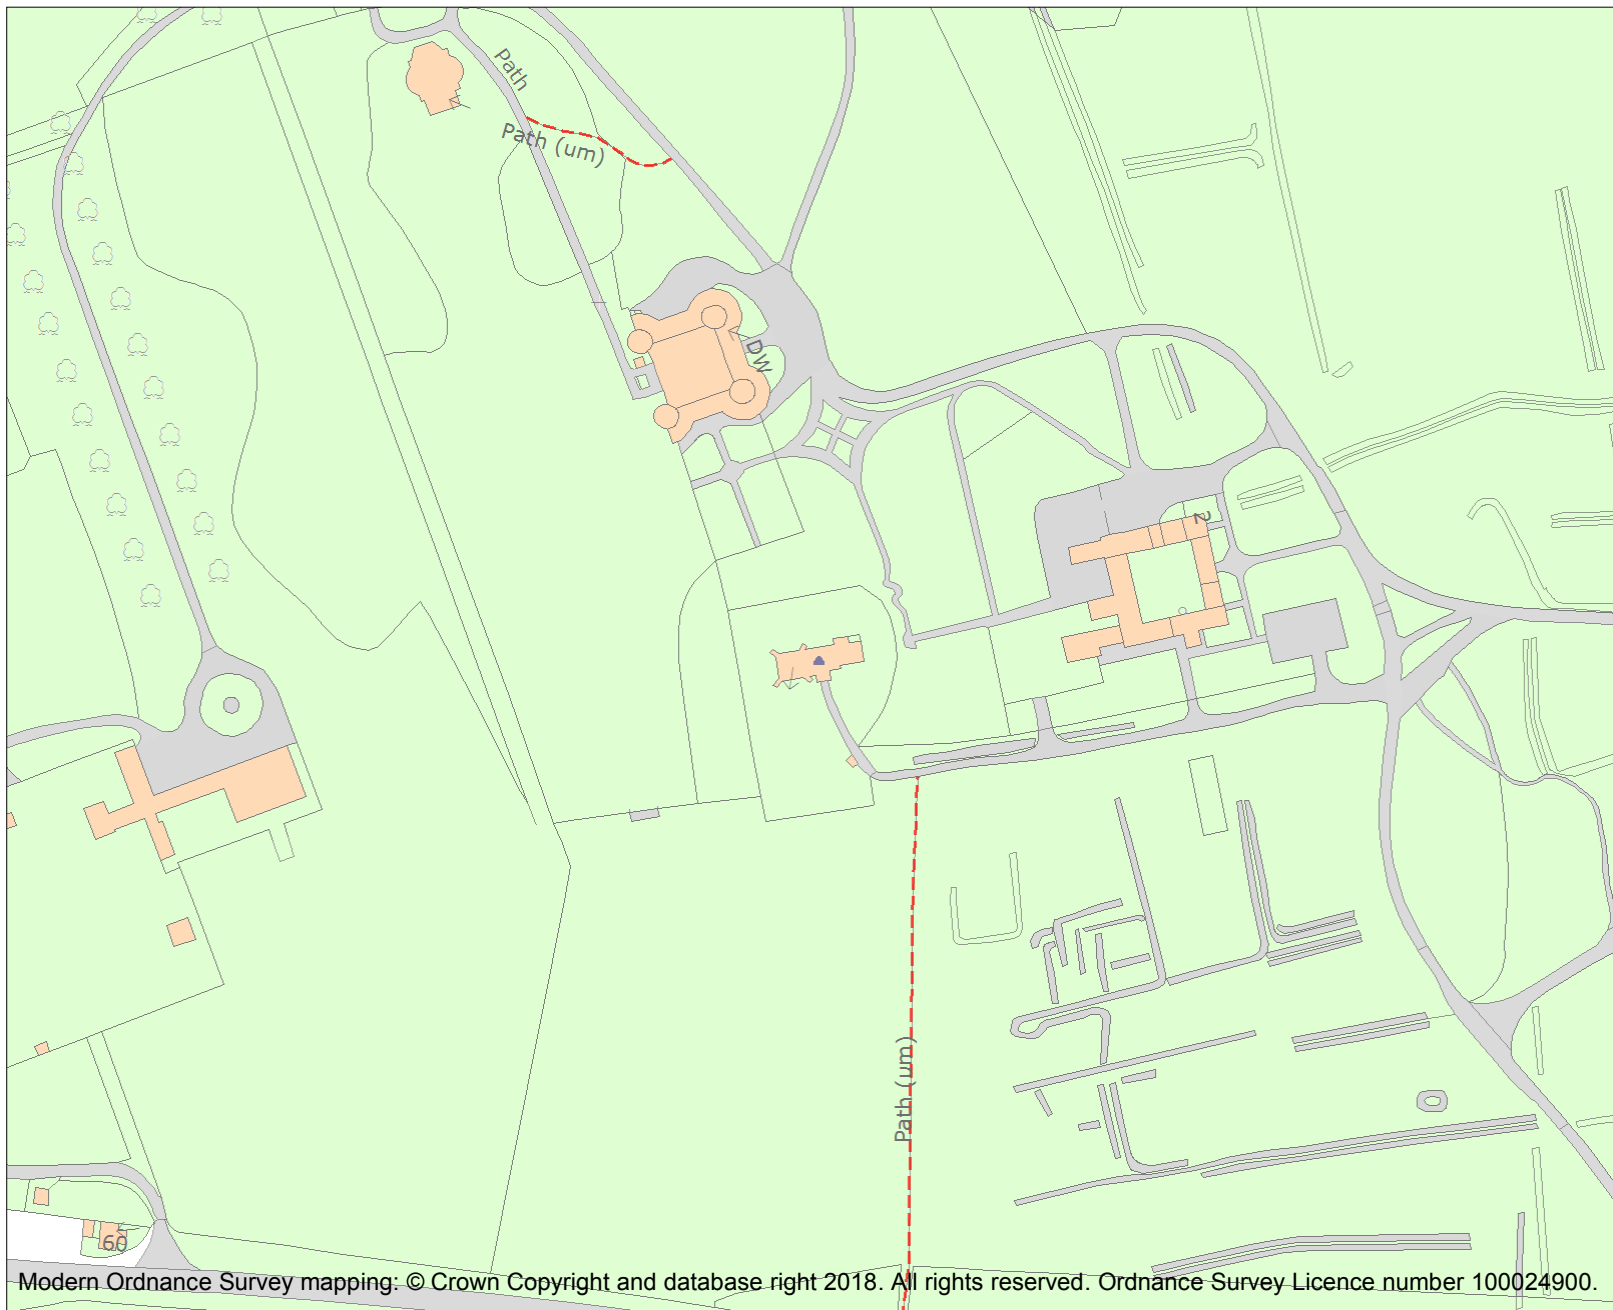 Path
Path (um)
DW
2
Path (um)
60
Modern Ordnance Survey mapping: © Crown Copyright and database right 2018. All rights reserved. Ordnance Survey Licence number 100024900.